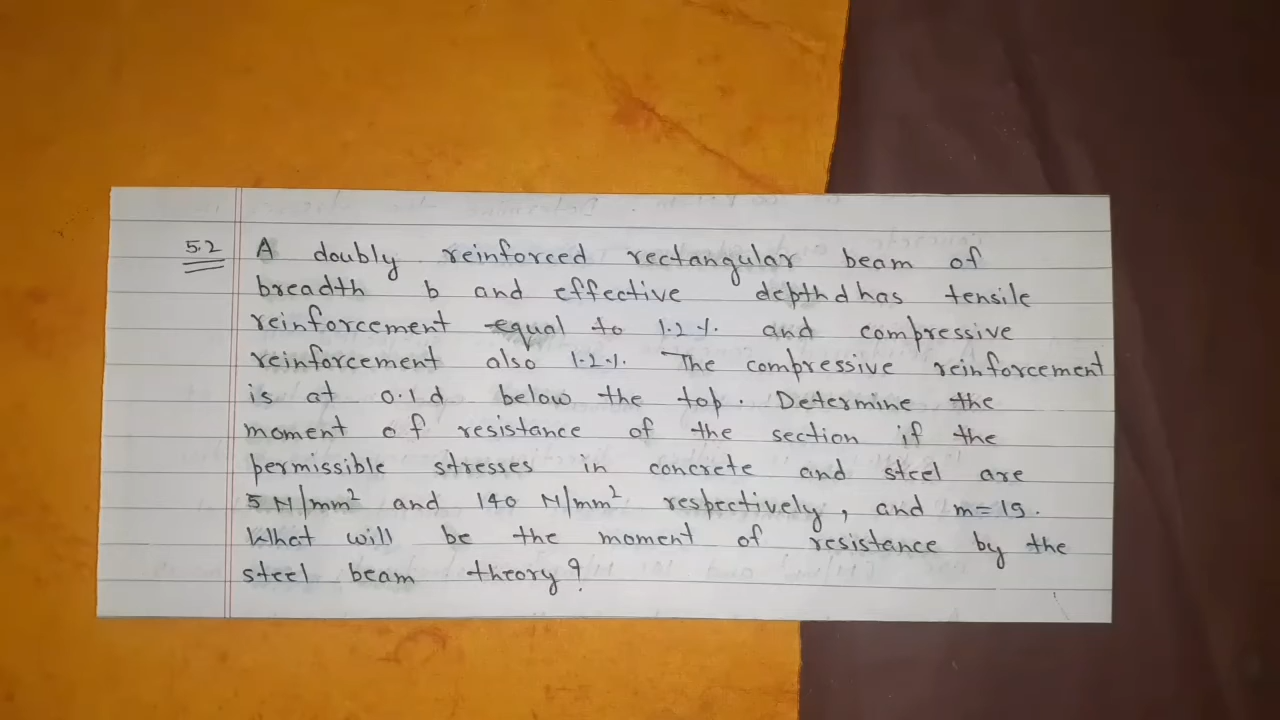 5.2 A doubly reinforced rectangular beam of
breadth b and effective depth d has tensile
reinforcement equal to 1.2%. and compressive
reinforcement also 1.2%. The compressive reinforcement
is at 0.1d below the top. Determine the
moment of resistance of the section if the
permissible stresses in concrete and steel are
5 N/mm² and 140 N/mm² respectively, and m=19.
What will be the moment of resistance by the
steel beam theory?